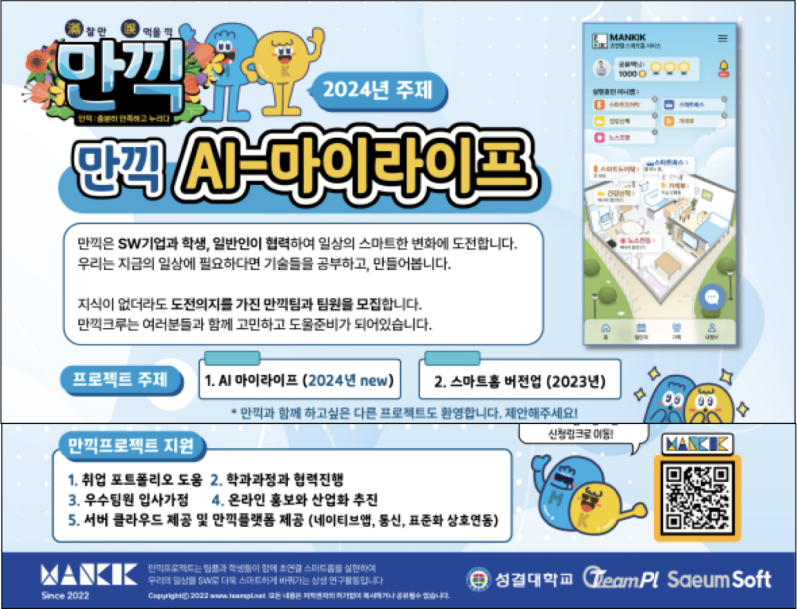 滿 찰 만 喫 먹을 끽
만끽
만끽 : 충분히 만족하고 누리다
M K
2024년 주제
만끽 AI-마이라이프
만끽은 SW기업과 학생, 일반인이 협력하여 일상의 스마트한 변화에 도전합니다.
우리는 지금의 일상에 필요하다면 기술들을 공부하고, 만들어봅니다.
지식이 없더라도 도전의지를 가진 만끽팀과 팀원을 모집합니다.
만끽크루는 여러분들과 함께 고민하고 도울준비가 되어있습니다.
MANKIK
초연결 스마트홈 서비스
1000
실행중인 미니앱
스마트도어락 스마트패스
건강산책 가계부
노스캔
스마트패스
스마트도어락
가계부
건강산책
홈
프로젝트 주제
1. AI 마이라이프 (2024년 new)
2. 스마트홈 버전업 (2023년)
* 만끽과 함께 하고싶은 다른 프로젝트도 환영합니다. 제안해주세요!
만끽프로젝트 지원
1. 취업 포트폴리오 도움 2. 학과과정과 협력진행
3. 우수팀원 입사가정 4. 온라인 홍보와 산업화 추진
5. 서버 클라우드 제공 및 만끽플랫폼 제공 (네이티브앱, 통신, 표준화 상호연동)
신청링크로 이동!
M K
MANKIK
MANKIK
Since 2022
만끽프로젝트는 팀플과 학생들이 함께 초연결 스마트홈을 실현하여
우리의 일상을 SW로 더욱 스마트하게 바꿔가는 상생 연구활동입니다
Copyright© 2022 www.teampl.net 모든 내용은 저작권자의 허가없이 복사하거나 공유될수 없습니다.
성결대학교 TeamPl SaeumSoft